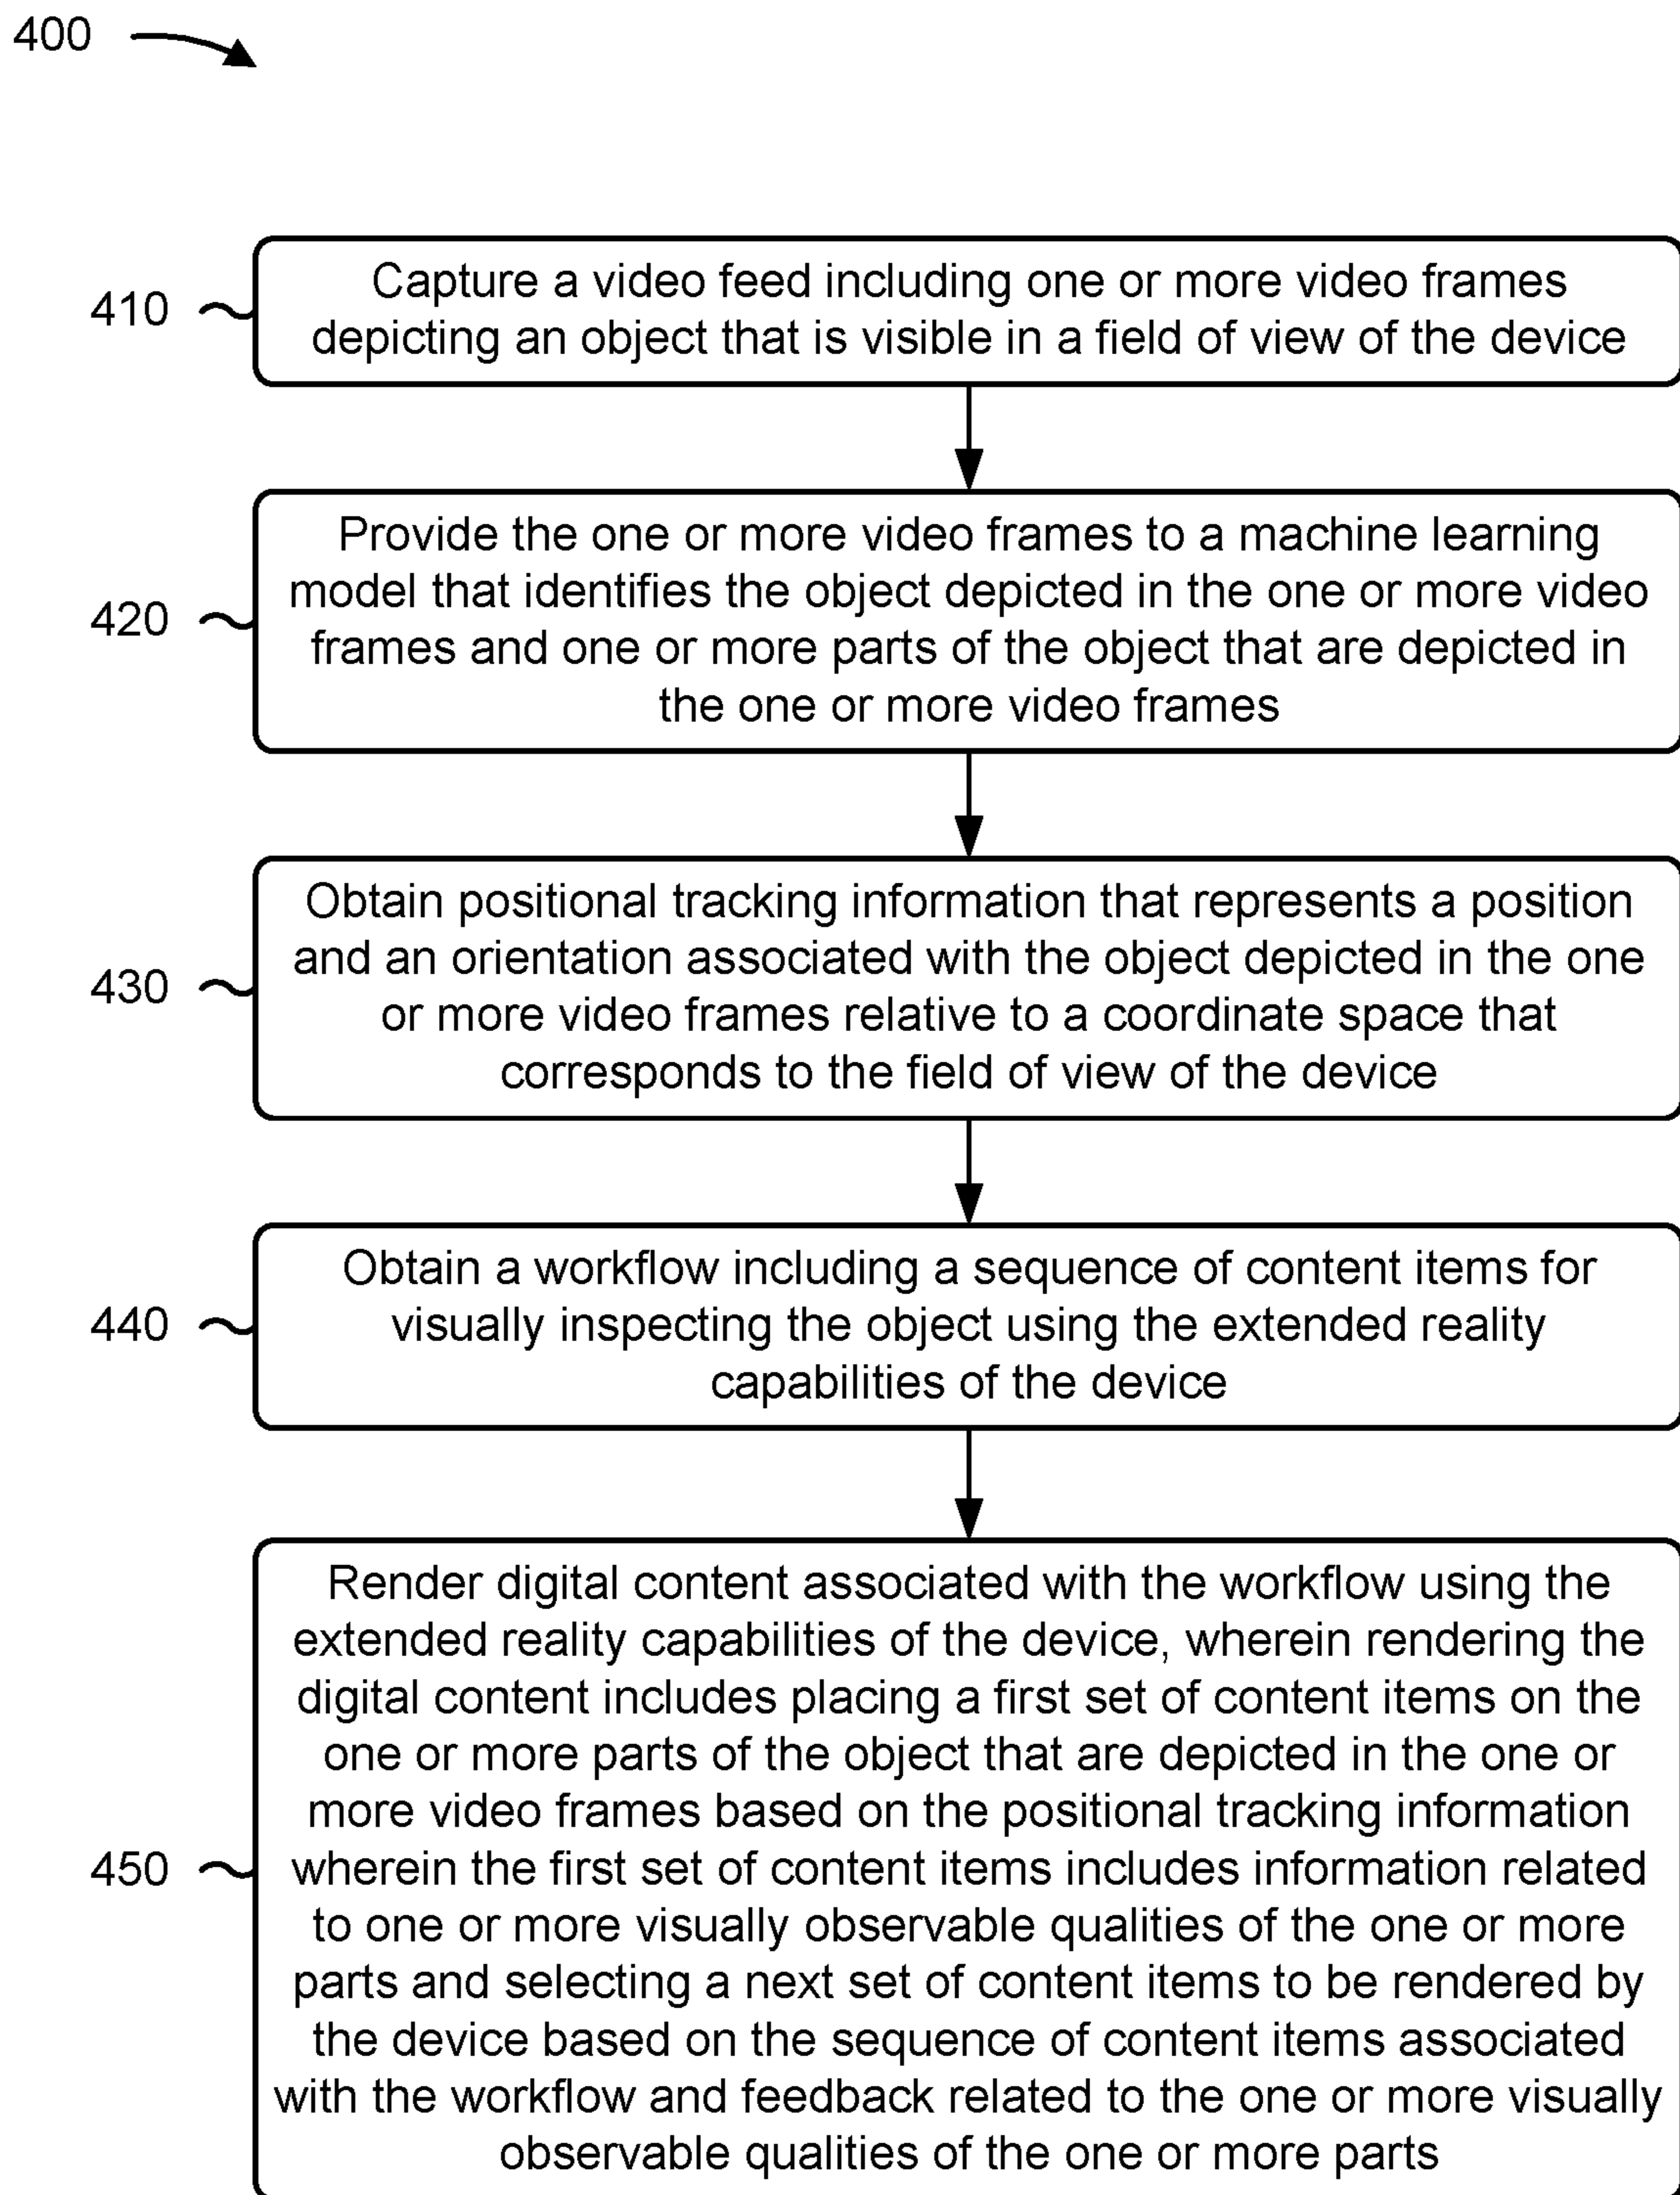 400
410
Capture a video feed including one or more video frames
depicting an object that is visible in a field of view of the device
420
Provide the one or more video frames to a machine learning
model that identifies the object depicted in the one or more video
frames and one or more parts of the object that are depicted in
the one or more video frames
430
Obtain positional tracking information that represents a position
and an orientation associated with the object depicted in the one
or more video frames relative to a coordinate space that
corresponds to the field of view of the device
440
Obtain a workflow including a sequence of content items for
visually inspecting the object using the extended reality
capabilities of the device
450
Render digital content associated with the workflow using the
extended reality capabilities of the device, wherein rendering the
digital content includes placing a first set of content items on the
one or more parts of the object that are depicted in the one or
more video frames based on the positional tracking information
wherein the first set of content items includes information related
to one or more visually observable qualities of the one or more
parts and selecting a next set of content items to be rendered by
the device based on the sequence of content items associated
with the workflow and feedback related to the one or more visually
observable qualities of the one or more parts